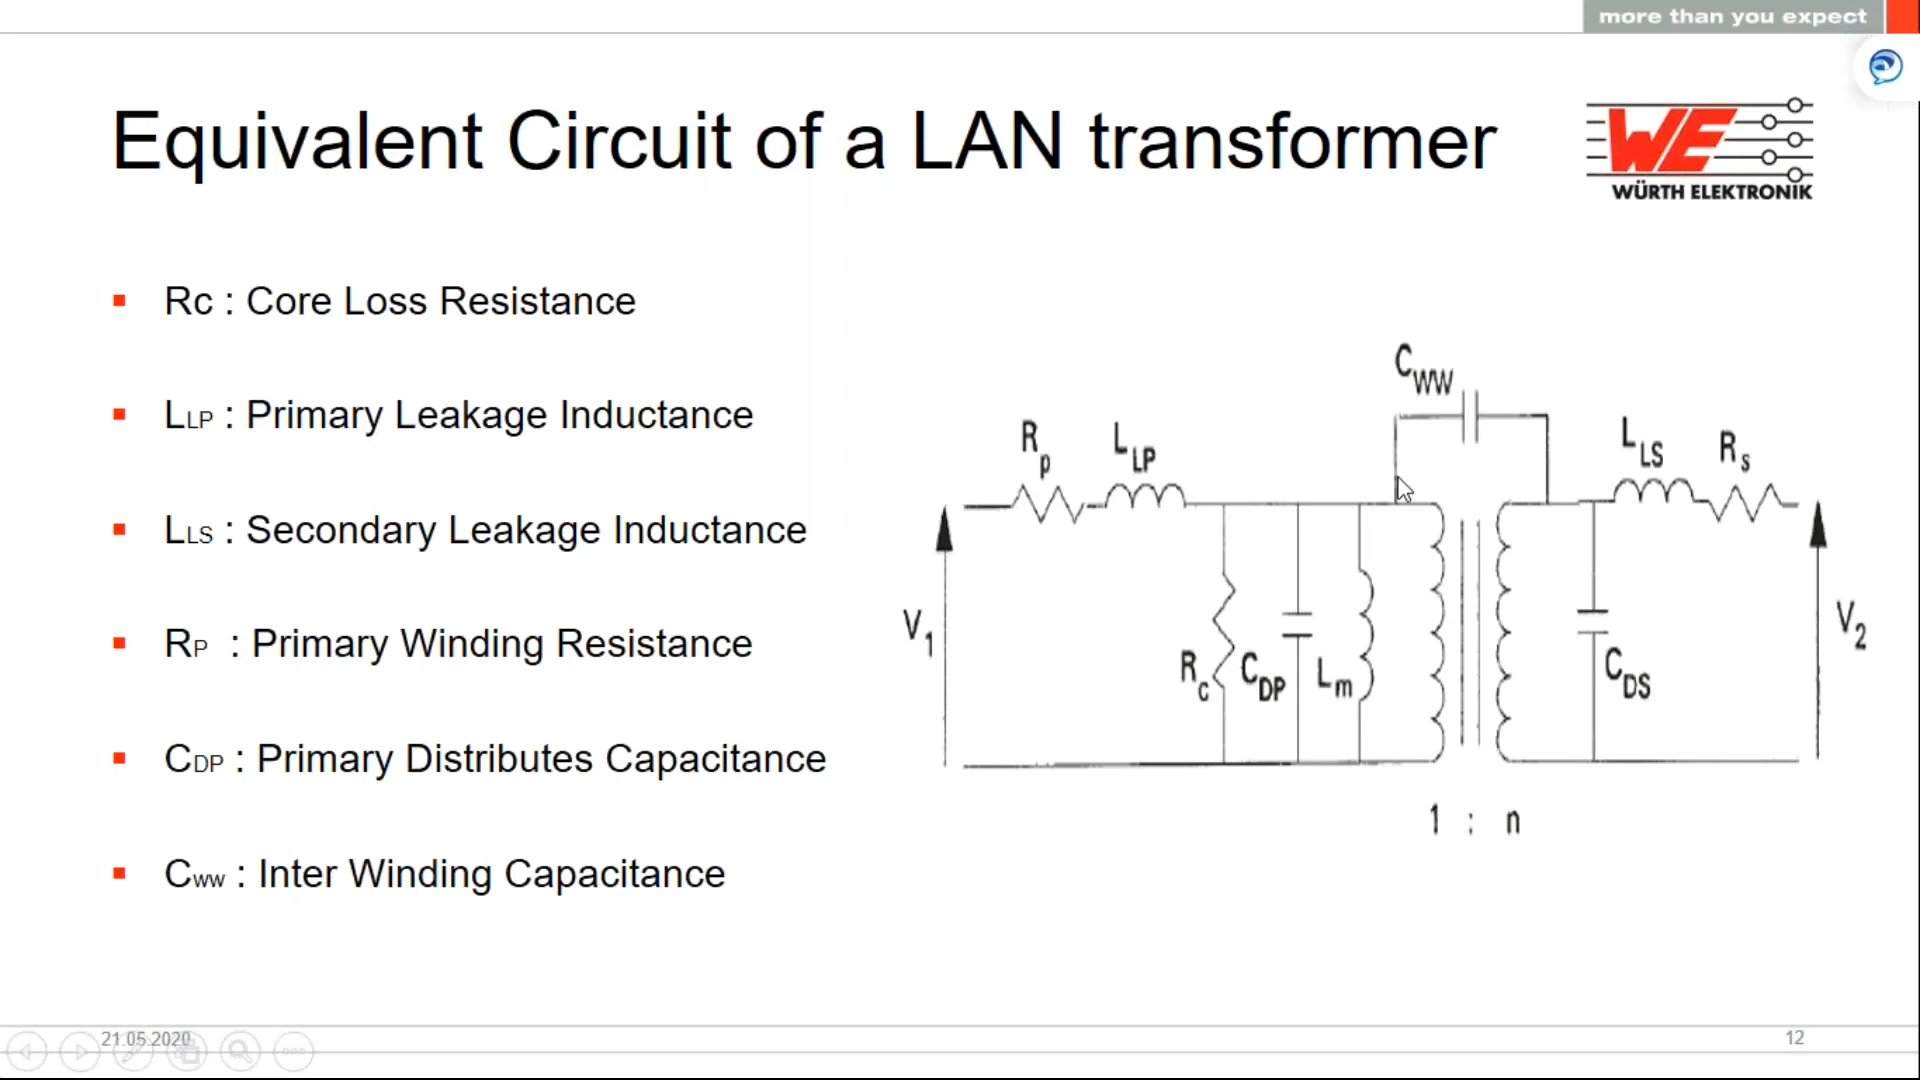 more than you expect
Equivalent Circuit of a LAN transformer
WE
WÜRTH ELEKTRONIK
Rc : Core Loss Resistance
LLP : Primary Leakage Inductance
LLS : Secondary Leakage Inductance
RP : Primary Winding Resistance
CDP : Primary Distributes Capacitance
Cww : Inter Winding Capacitance
CWW
Rp
LLP
LLS
Rs
V1
Rc
CDP
Lm
CDS
V2
1 : n
21.05.2020
12